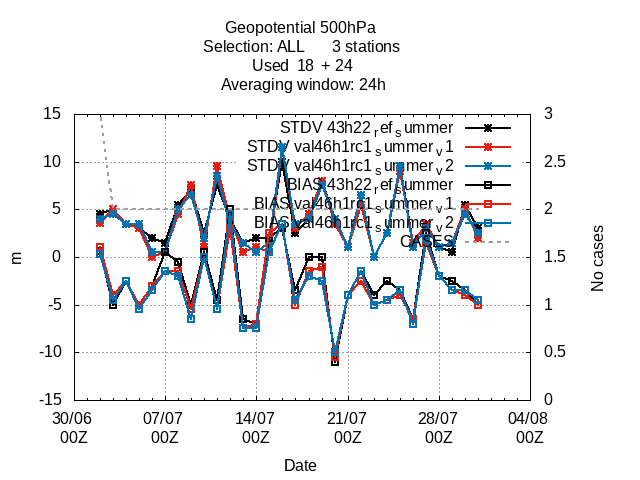 Geopotential 500hPa
Selection: ALL 3 stations
Used 18 + 24
Averaging window: 24h
STDV 43h22_ref_summer
STDV val46h1rc1_summer_v1
STDV val46h1rc1_summer_v2
BIAS 43h22_ref_summer
BIAS val46h1rc1_summer_v1
BIAS val46h1rc1_summer_v2
CASES
15
10
5
0
-5
-10
-15
m
3
2.5
2
1.5
1
0.5
0
No cases
30/06 07/07 14/07 21/07 28/07 04/08
00Z 00Z 00Z 00Z 00Z 00Z
Date